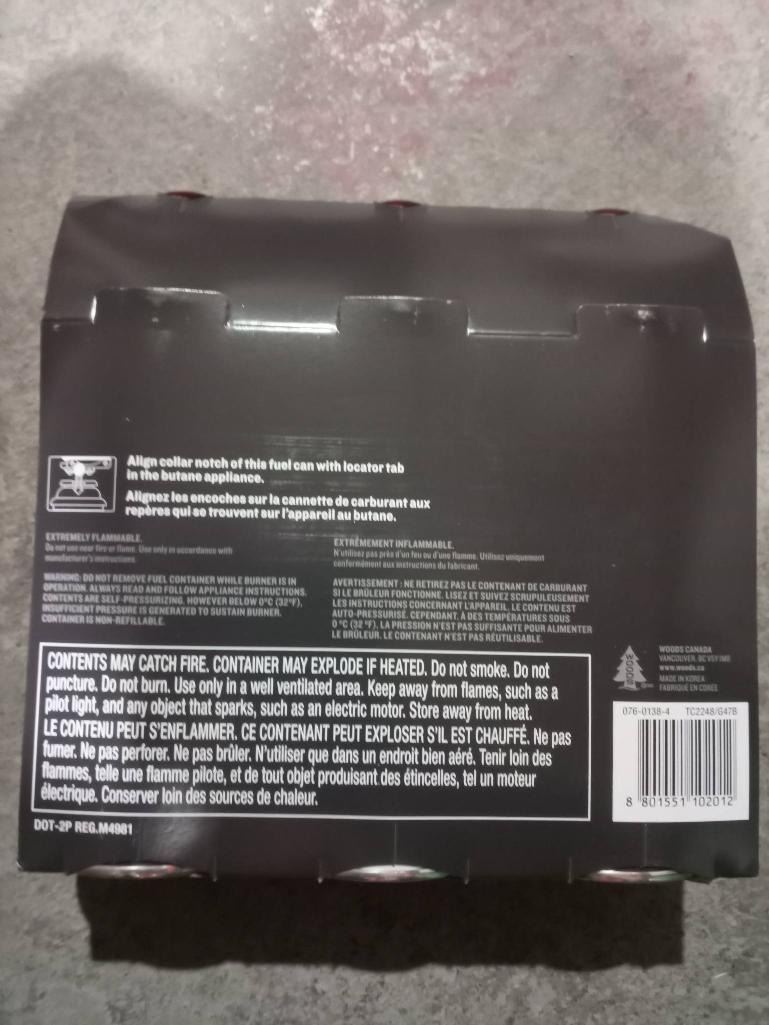 Align collar notch of this fuel can with locator tab
in the butane appliance.
Alignez les encoches sur la cannette de carburant aux
repères qui se trouvent sur l'appareil au butane.
EXTREMELY FLAMMABLE.
Do not use near fire or flame. Use only in accordance with
manufacturer's instructions.
WARNING: DO NOT REMOVE FUEL CONTAINER WHILE BURNER IS IN
OPERATION. ALWAYS READ AND FOLLOW APPLIANCE INSTRUCTIONS.
CONTENTS ARE SELF-PRESSURIZING. HOWEVER BELOW 0°C (32°F),
INSUFFICIENT PRESSURE IS GENERATED TO SUSTAIN BURNER.
CONTAINER IS NON-REFILLABLE.
EXTRÊMEMENT INFLAMMABLE.
N'utilisez pas près d'un feu ou d'une flamme. Utilisez uniquement
conformément aux instructions du fabricant.
AVERTISSEMENT : NE RETIREZ PAS LE CONTENANT DE CARBURANT
SI LE BRÛLEUR FONCTIONNE. LISEZ ET SUIVEZ SCRUPULEUSEMENT
LES INSTRUCTIONS CONCERNANT L'APPAREIL. LE CONTENU EST
AUTO-PRESSURISÉ. CEPENDANT, À DES TEMPÉRATURES SOUS
0 °C (32 °F), LA PRESSION N'EST PAS SUFFISANTE POUR ALIMENTER
LE BRÛLEUR. LE CONTENANT N'EST PAS RÉUTILISABLE.
CONTENTS MAY CATCH FIRE. CONTAINER MAY EXPLODE IF HEATED. Do not smoke. Do not
puncture. Do not burn. Use only in a well ventilated area. Keep away from flames, such as a
pilot light, and any object that sparks, such as an electric motor. Store away from heat.
LE CONTENU PEUT S'ENFLAMMER. CE CONTENANT PEUT EXPLOSER S'IL EST CHAUFFÉ. Ne pas
fumer. Ne pas perforer. Ne pas brûler. N'utiliser que dans un endroit bien aéré. Tenir loin des
flammes, telle une flamme pilote, et de tout objet produisant des étincelles, tel un moteur
électrique. Conserver loin des sources de chaleur.
DOT-2P REG.M4981
WOODS
WOODS CANADA
VANCOUVER, BC V5Y 1M6
www.woods.ca
MADE IN KOREA
FABRIQUÉ EN CORÉE
076-0138-4 TC2248/G47B
8 801551 102012